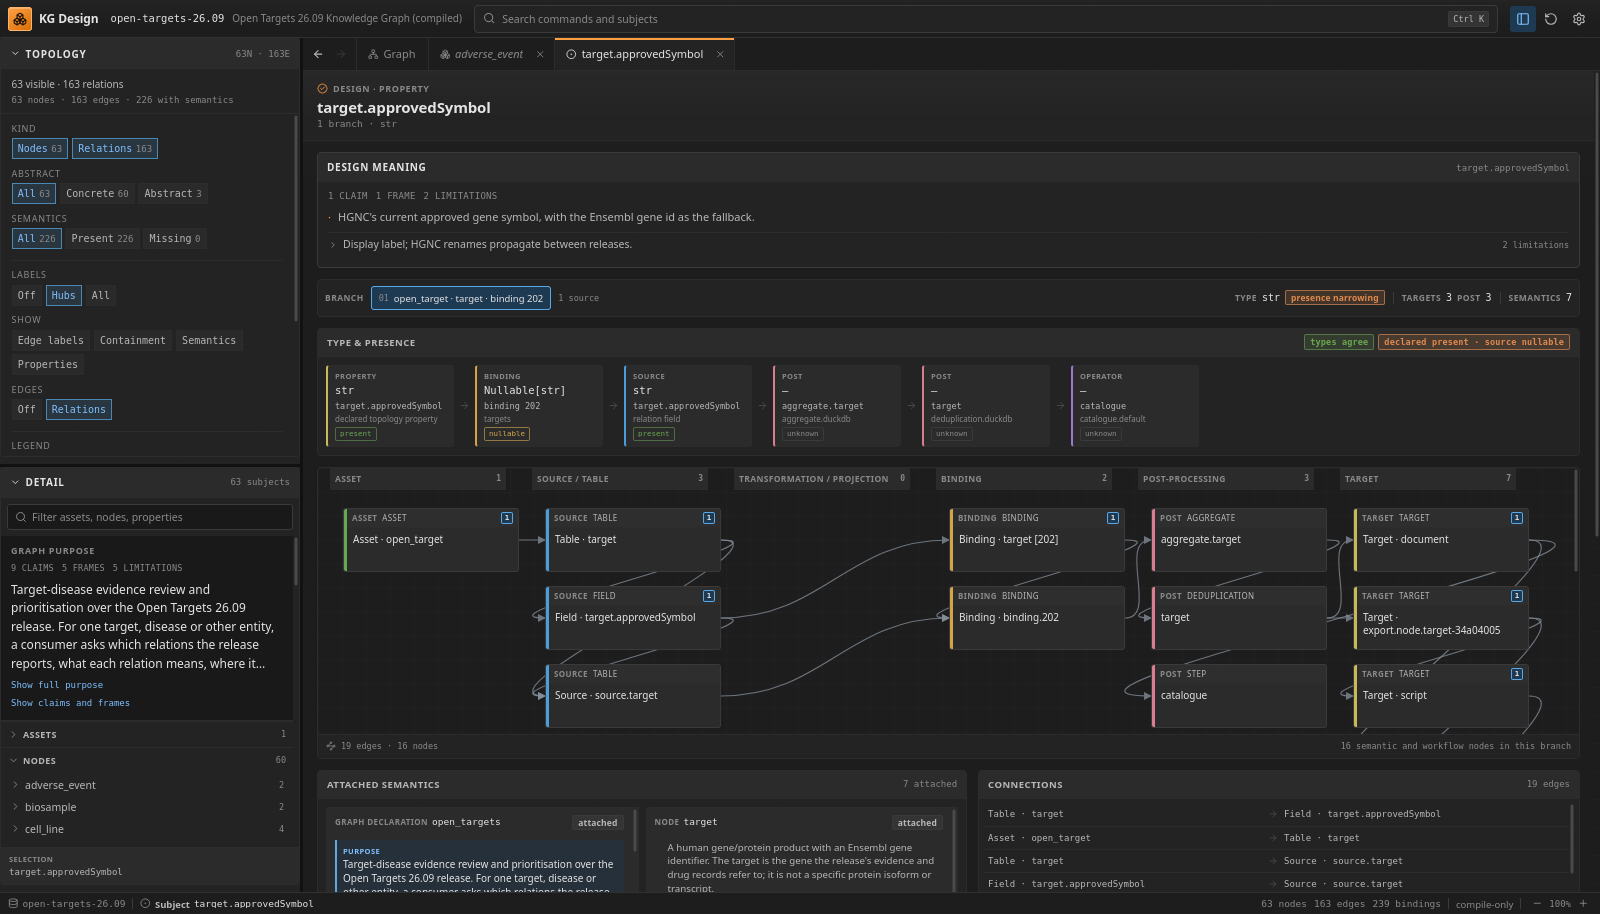 KG Design open-targets-26.09 Open Targets 26.09 Knowledge Graph (compiled)
Search commands and subjects
Ctrl K
TOPOLOGY 63N · 163E
63 visible · 163 relations
63 nodes · 163 edges · 226 with semantics
KIND
Nodes 63 Relations 163
ABSTRACT
All 63 Concrete 60 Abstract 3
SEMANTICS
All 226 Present 226 Missing 0
LABELS
Off Hubs All
SHOW
Edge labels Containment Semantics
Properties
EDGES
Off Relations
LEGEND
DETAIL 63 subjects
Filter assets, nodes, properties
GRAPH PURPOSE
9 CLAIMS 5 FRAMES 5 LIMITATIONS
Target-disease evidence review and
prioritisation over the Open Targets 26.09
release. For one target, disease or other entity,
a consumer asks which relations the release
reports, what each relation means, where it...
Show full purpose
Show claims and frames
ASSETS 1
NODES 60
adverse_event 2
biosample 2
cell_line 4
SELECTION
target.approvedSymbol
Graph adverse_event target.approvedSymbol
DESIGN · PROPERTY
target.approvedSymbol
1 branch · str
DESIGN MEANING target.approvedSymbol
1 CLAIM 1 FRAME 2 LIMITATIONS
· HGNC's current approved gene symbol, with the Ensembl gene id as the fallback.
Display label; HGNC renames propagate between releases. 2 limitations
BRANCH 01 open_target · target · binding 202 1 source TYPE str presence narrowing TARGETS 3 POST 3 SEMANTICS 7
TYPE & PRESENCE types agree declared present · source nullable
PROPERTY
str
target.approvedSymbol
declared topology property
present
BINDING
Nullable[str]
binding 202
targets
nullable
SOURCE
str
target.approvedSymbol
relation field
present
POST
—
aggregate.target
aggregate.duckdb
unknown
POST
—
target
deduplication.duckdb
unknown
OPERATOR
—
catalogue
catalogue.default
unknown
ASSET 1 SOURCE / TABLE 3 TRANSFORMATION / PROJECTION 0 BINDING 2 POST-PROCESSING 3 TARGET 7
ASSET ASSET 1
Asset · open_target
SOURCE TABLE 1
Table · target
SOURCE FIELD 1
Field · target.approvedSymbol
SOURCE TABLE
Source · source.target
BINDING BINDING 1
Binding · target [202]
BINDING BINDING
Binding · binding.202
POST AGGREGATE
aggregate.target
POST DEDUPLICATION
target
POST STEP
catalogue
TARGET TARGET 1
Target · document
TARGET TARGET 1
Target ·
export.node.target-34a04005
TARGET TARGET 1
Target · script
19 edges · 16 nodes 16 semantic and workflow nodes in this branch
ATTACHED SEMANTICS 7 attached
GRAPH DECLARATION open_targets attached
PURPOSE
Target-disease evidence review and prioritisation over the
Open Targets 26.09 release. For one target, disease or
other entity, a consumer asks which relations the release
NODE target attached
A human gene/protein product with an Ensembl gene
identifier. The target is the gene the release's evidence and
drug records refer to; it is not a specific protein isoform or
transcript.
CONNECTIONS 19 edges
Table · target → Field · target.approvedSymbol
Asset · open_target → Table · target
Table · target → Source · source.target
Field · target.approvedSymbol → Source · source.target
open-targets-26.09 Subject target.approvedSymbol 63 nodes 163 edges 239 bindings compile-only − 100% +